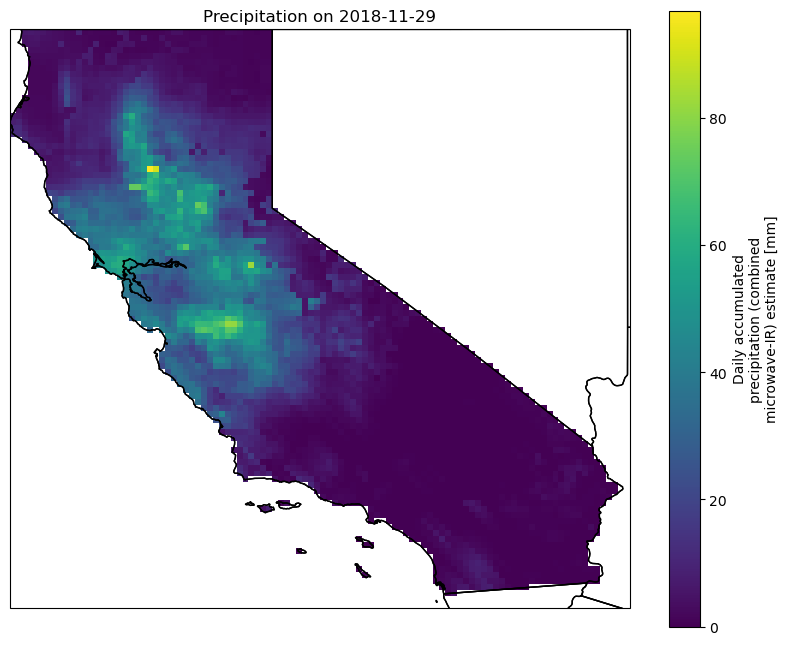 Precipitation on 2018-11-29
80
60
40
20
0
Daily accumulated
precipitation (combined
microwave-IR) estimate [mm]